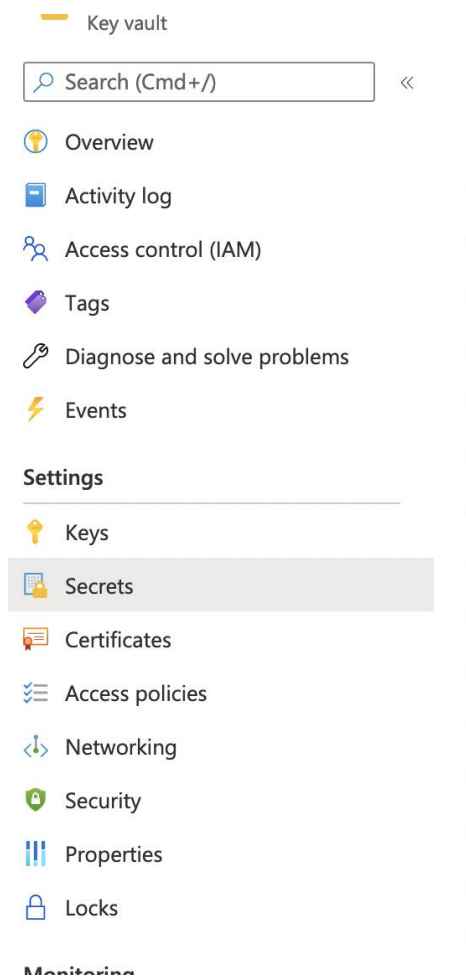 Key vault
Search (Cmd+/)
Overview
Activity log
Access control (IAM)
Tags
Diagnose and solve problems
Events
Settings
Keys
Secrets
Certificates
Access policies
Networking
Security
Properties
Locks
Monitoring